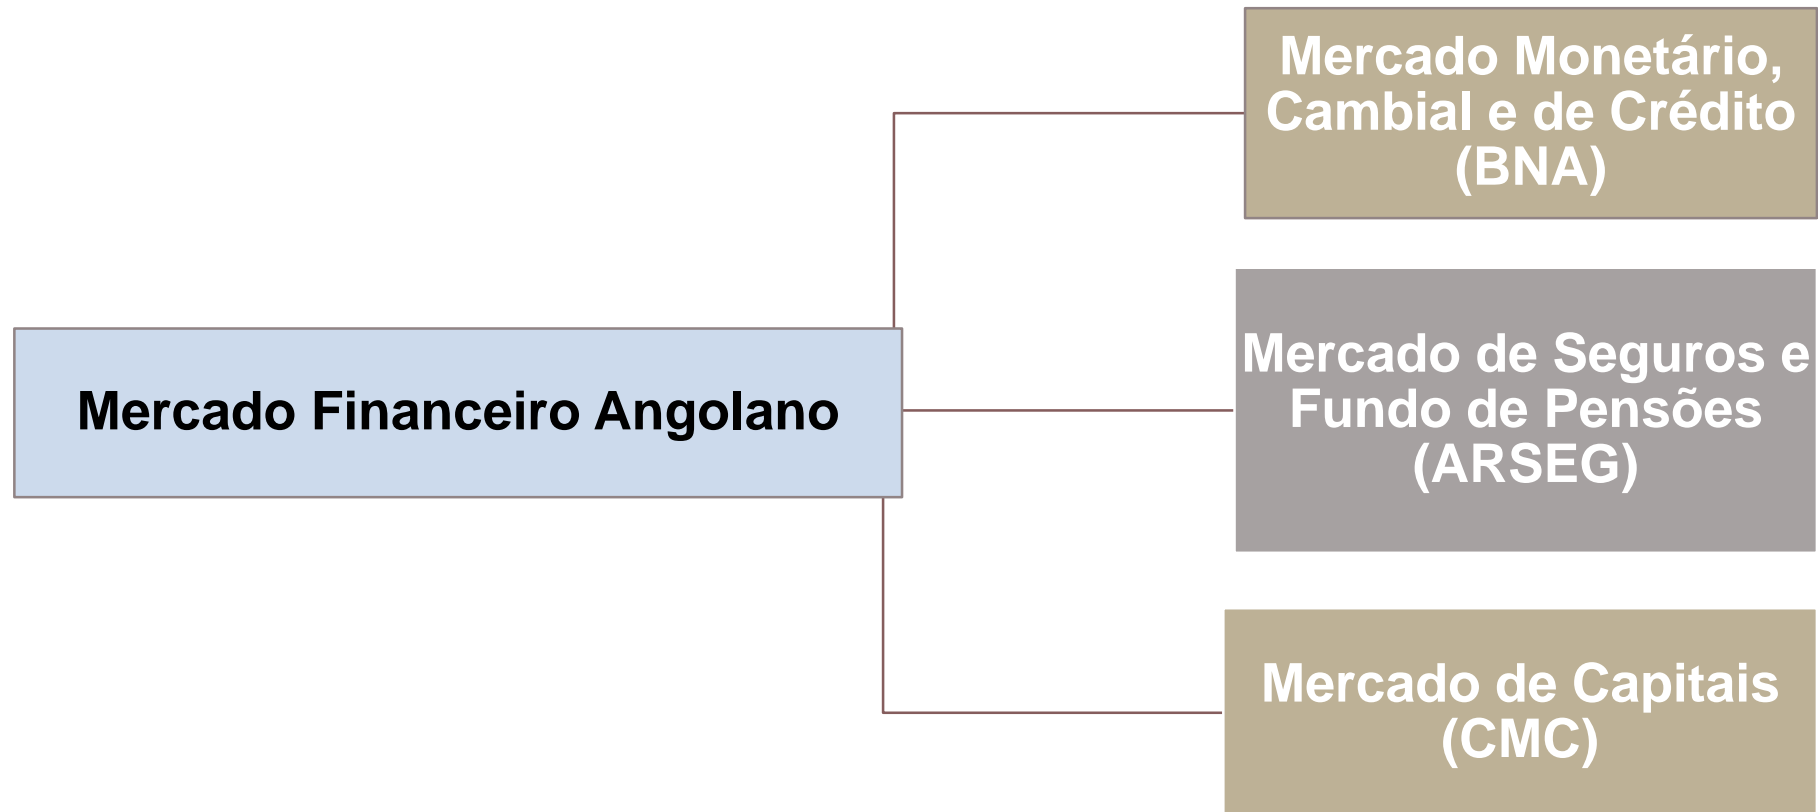 Mercado Monetário,
Cambial e de Crédito
(BNA)
Mercado Financeiro Angolano
Mercado de Seguros e
Fundo de Pensões
(ARSEG)
Mercado de Capitais
(CMC)